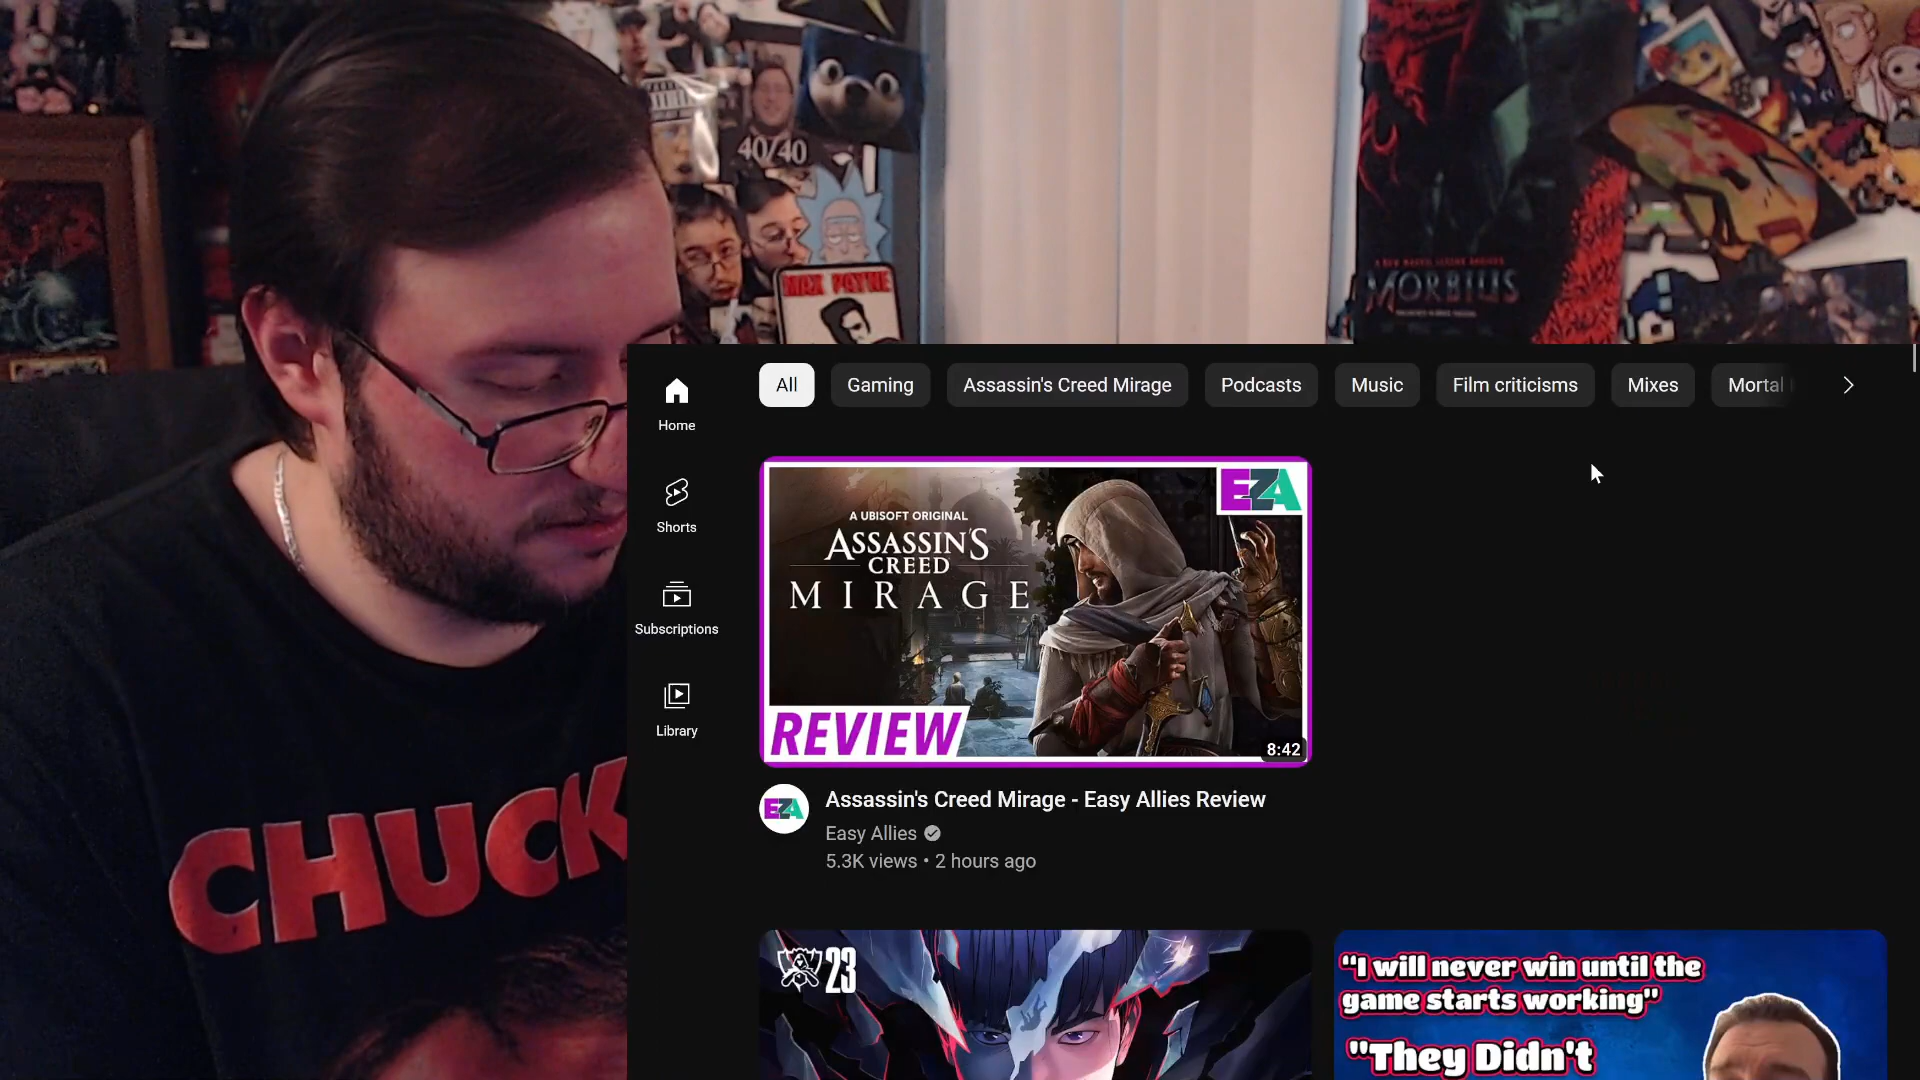 40/40
MAX PAYNE
MORBIUS
CHUCK
Home
Shorts
Subscriptions
Library
All
Gaming
Assassin's Creed Mirage
Podcasts
Music
Film criticisms
Mixes
Mortal
EZA
A UBISOFT ORIGINAL
ASSASSIN'S
CREED
MIRAGE
REVIEW
8:42
EZA
Assassin's Creed Mirage - Easy Allies Review
Easy Allies
5.3K views • 2 hours ago
23
"I will never win until the
game starts working"
"They Didn't